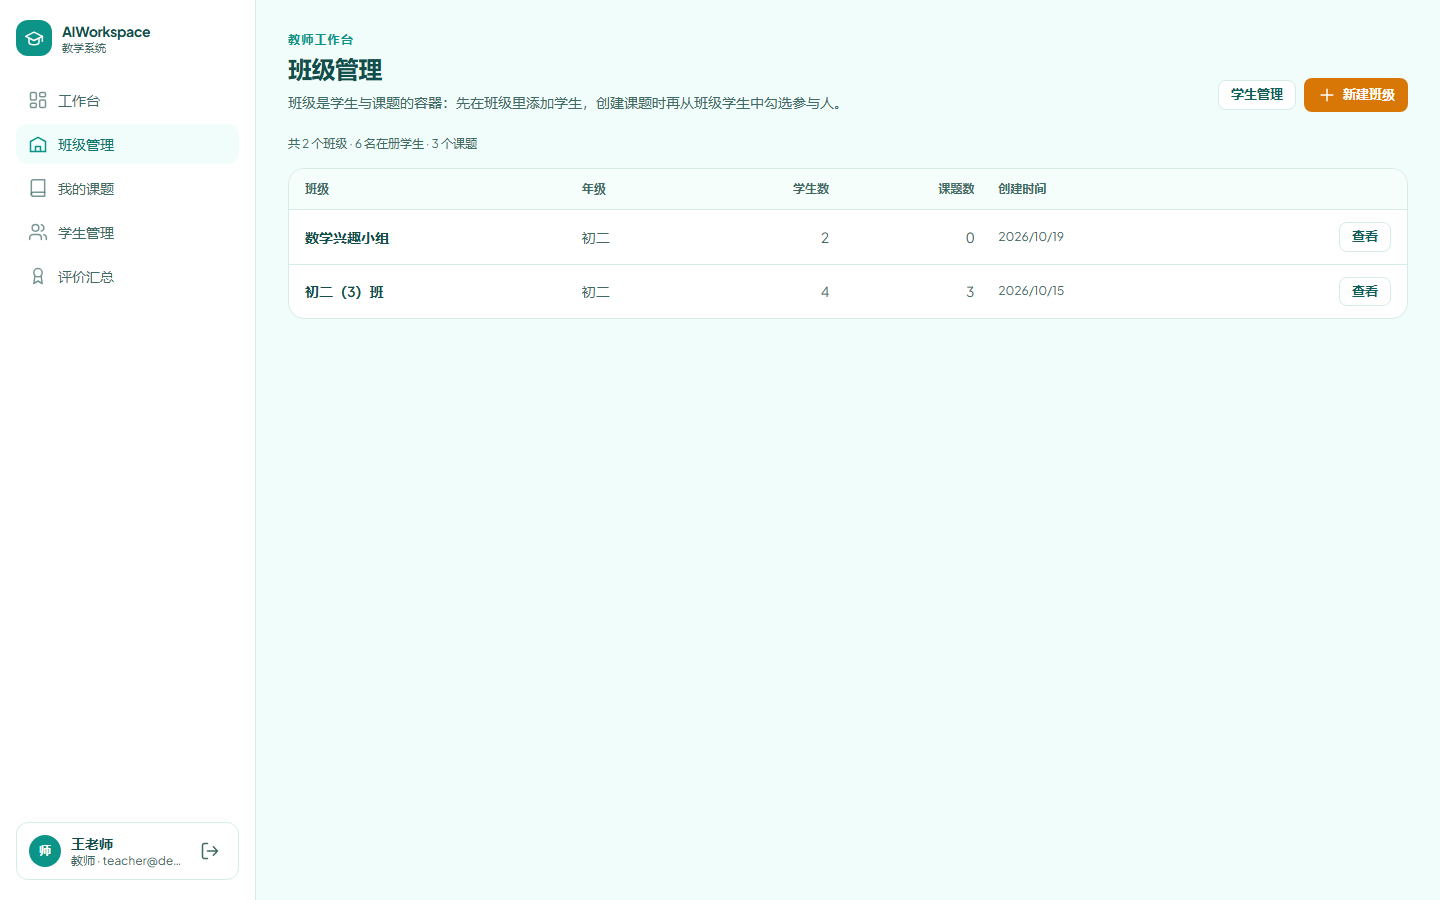 AIWorkspace
教学系统
工作台
班级管理
我的课题
学生管理
评价汇总
师
王老师
教师 · teacher@de...
教师工作台
班级管理
班级是学生与课题的容器：先在班级里添加学生，创建课题时再从班级学生中勾选参与人。
学生管理
新建班级
共 2 个班级 · 6 名在册学生 · 3 个课题
班级 年级 学生数 课题数 创建时间
数学兴趣小组 初二 2 0 2026/10/19 查看
初二（3）班 初二 4 3 2026/10/15 查看